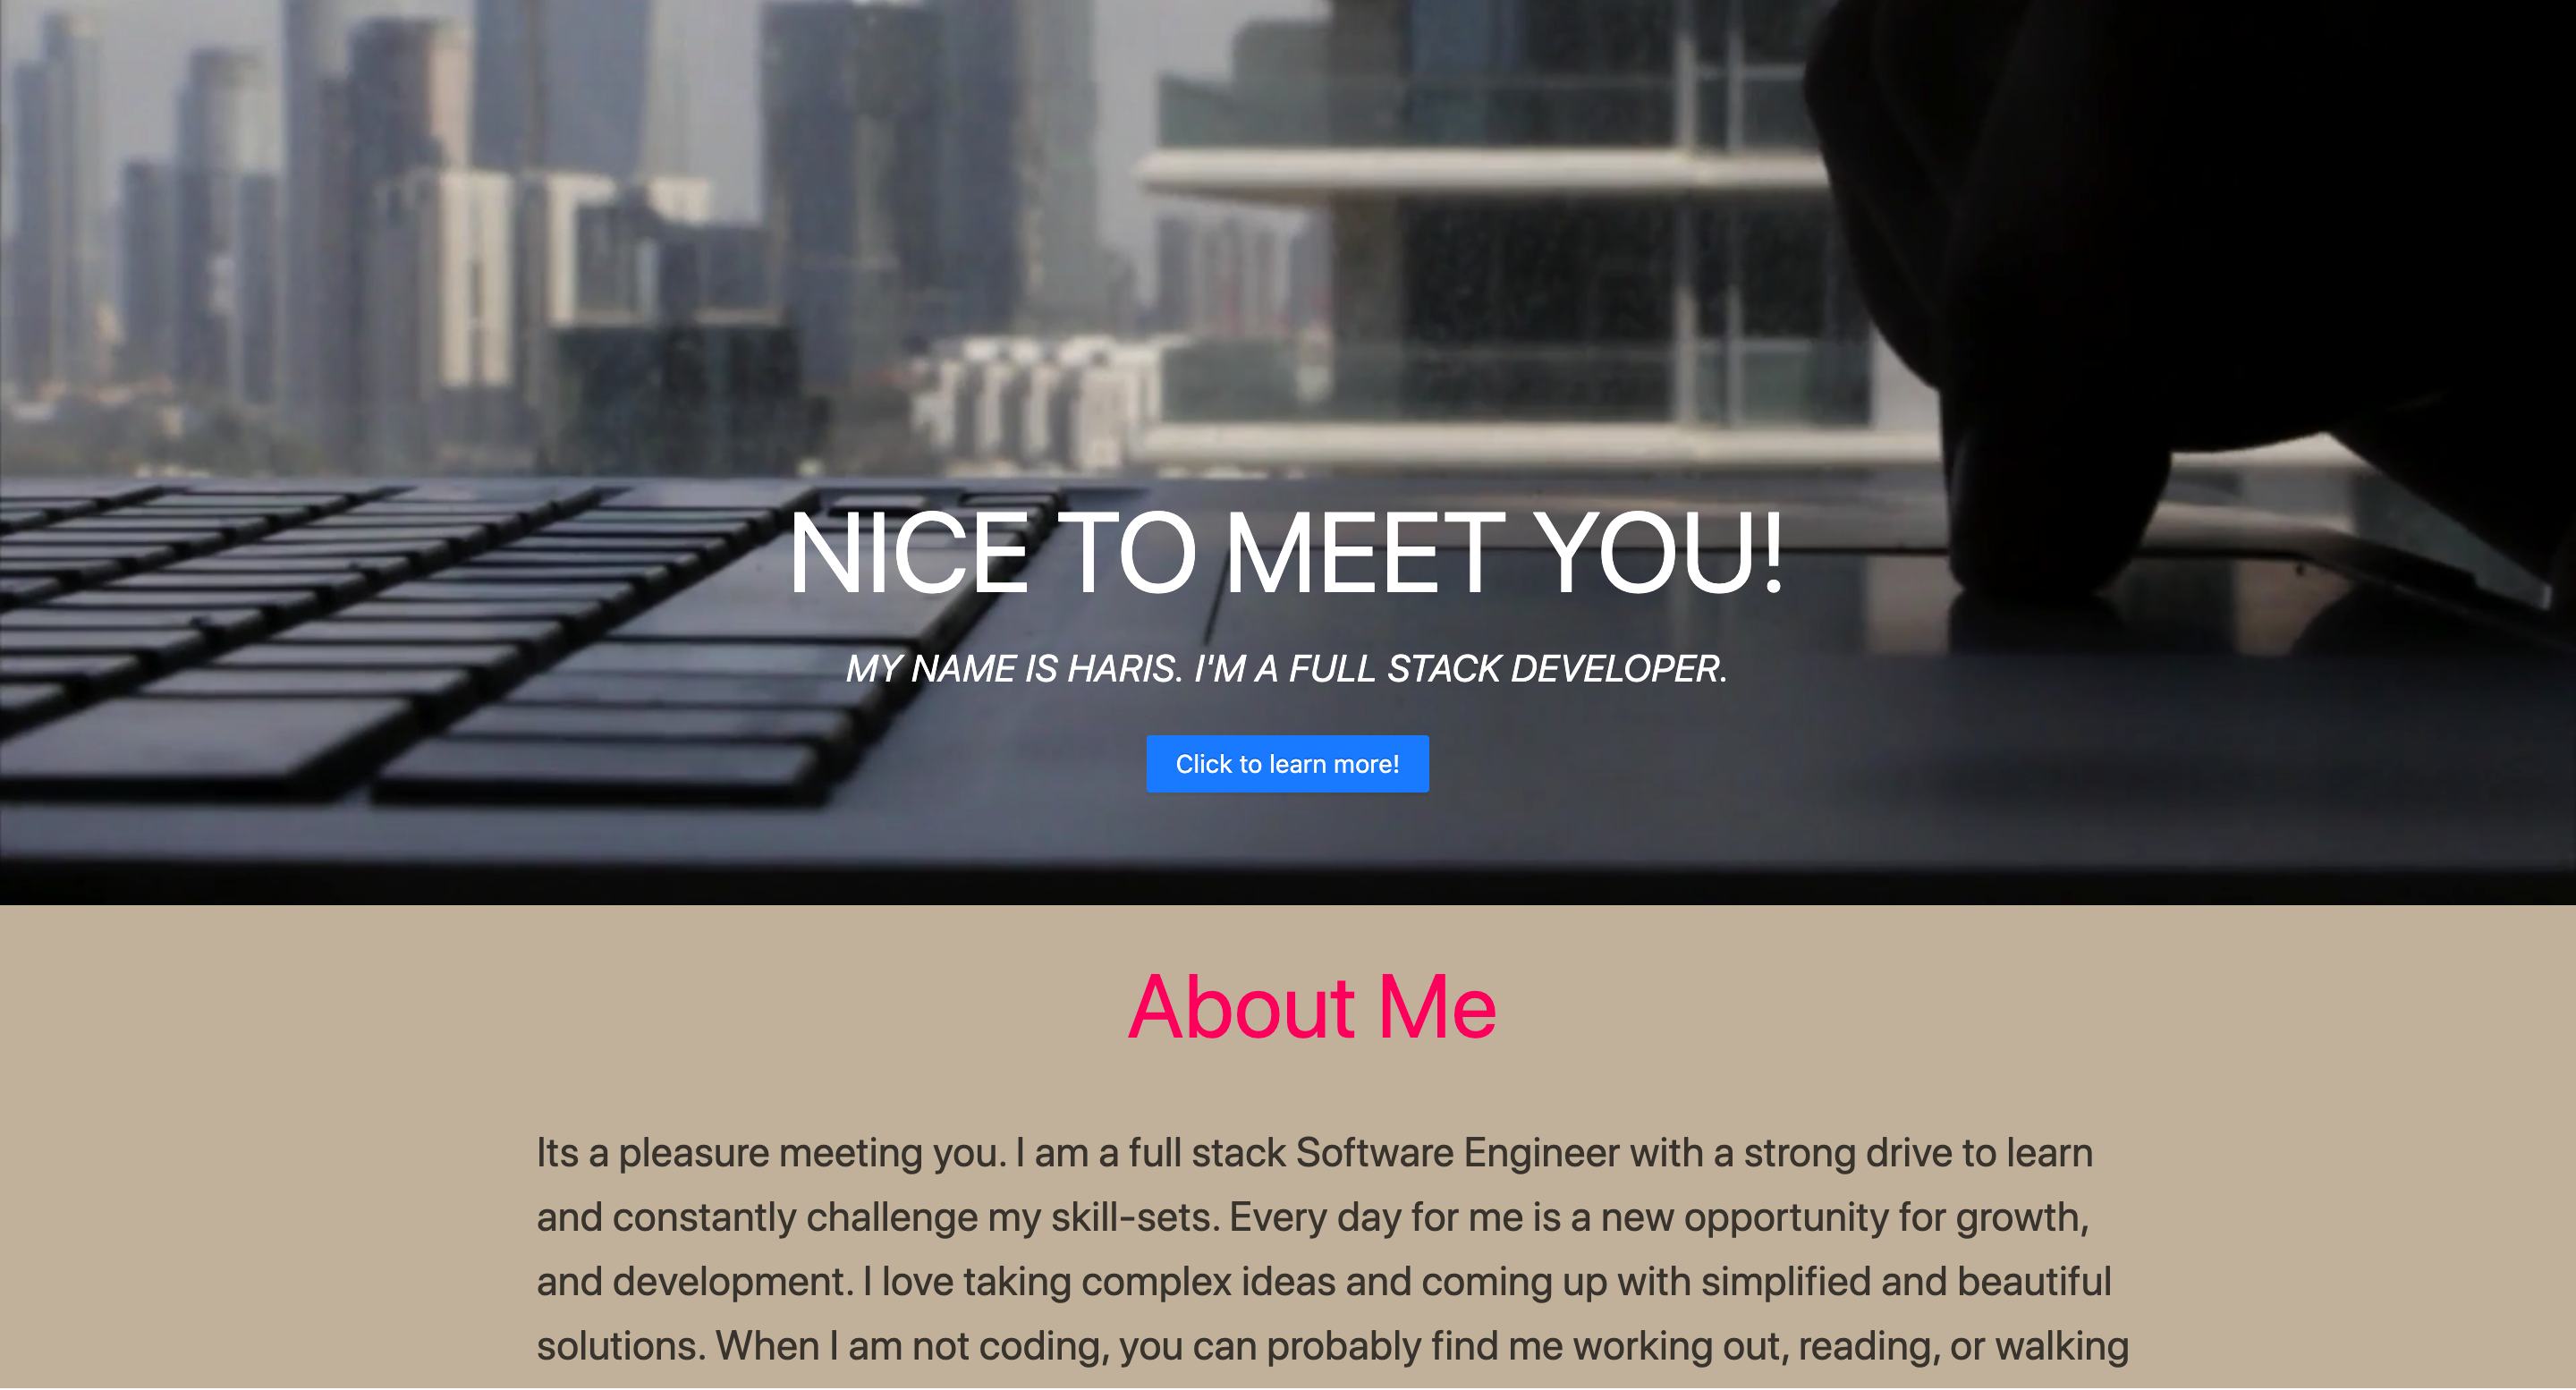 NICE TO MEET YOU!
MY NAME IS HARIS. I'M A FULL STACK DEVELOPER.
Click to learn more!
About Me
Its a pleasure meeting you. I am a full stack Software Engineer with a strong drive to learn
and constantly challenge my skill-sets. Every day for me is a new opportunity for growth,
and development. I love taking complex ideas and coming up with simplified and beautiful
solutions. When I am not coding, you can probably find me working out, reading, or walking